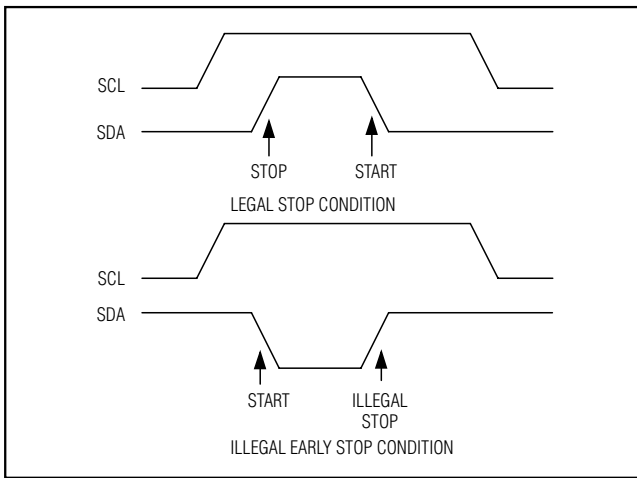 SCL
SDA
STOP START
LEGAL STOP CONDITION
SCL
SDA
START ILLEGAL
STOP
ILLEGAL EARLY STOP CONDITION